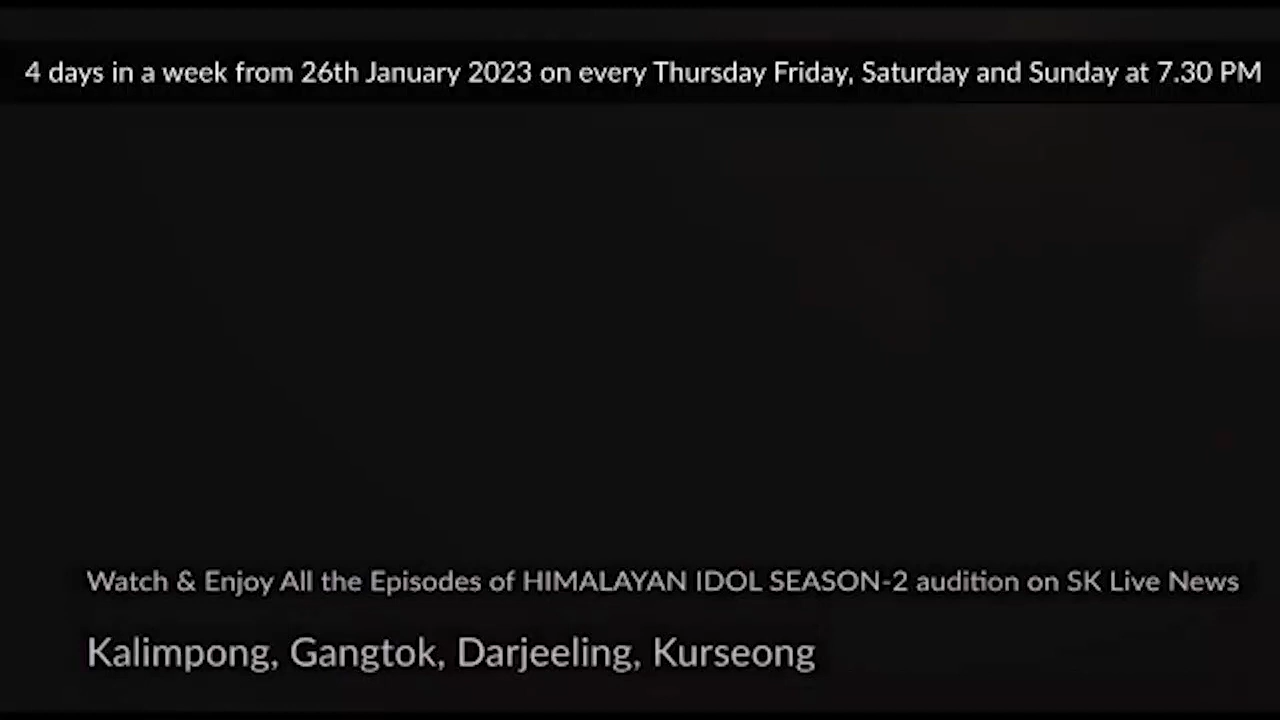 4 days in a week from 26th January 2023 on every Thursday Friday, Saturday and Sunday at 7.30 PM
Watch & Enjoy All the Episodes of HIMALAYAN IDOL SEASON-2 audition on SK Live News
Kalimpong, Gangtok, Darjeeling, Kurseong